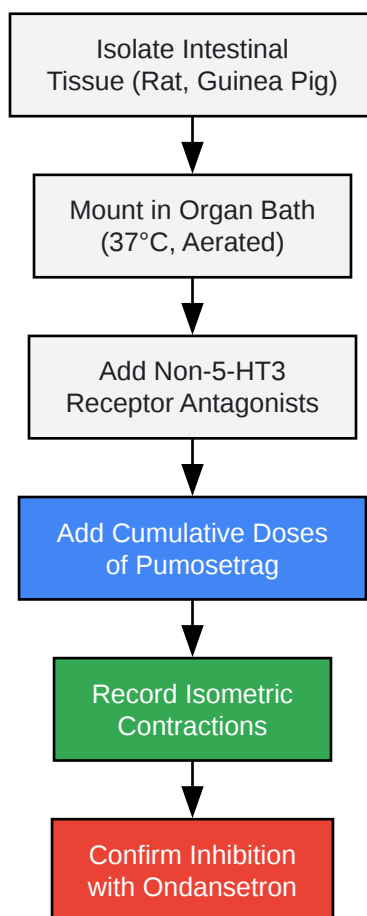 Isolate Intestinal
Tissue (Rat, Guinea Pig)
Mount in Organ Bath
(37°C, Aerated)
Add Non-5-HT3
Receptor Antagonists
Add Cumulative Doses
of Pumosetrag
Record Isometric
Contractions
Confirm Inhibition
with Ondansetron